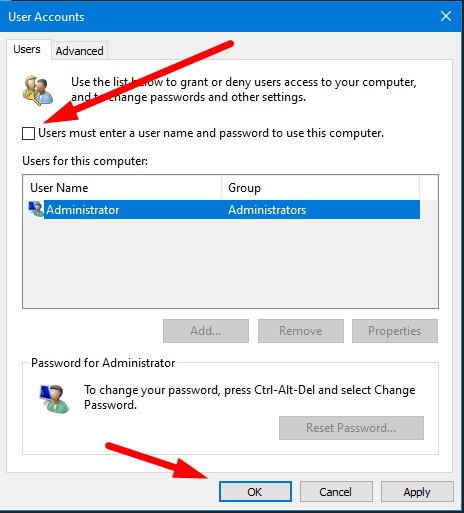 User Accounts
Users
Advanced
Use the list below to grant or deny users access to your computer,
and to change passwords and other settings.
Users must enter a user name and password to use this computer.
Users for this computer:
User Name Group
Administrator Administrators
Add... Remove Properties
Password for Administrator
To change your password, press Ctrl-Alt-Del and select Change
Password.
Reset Password...
OK Cancel Apply